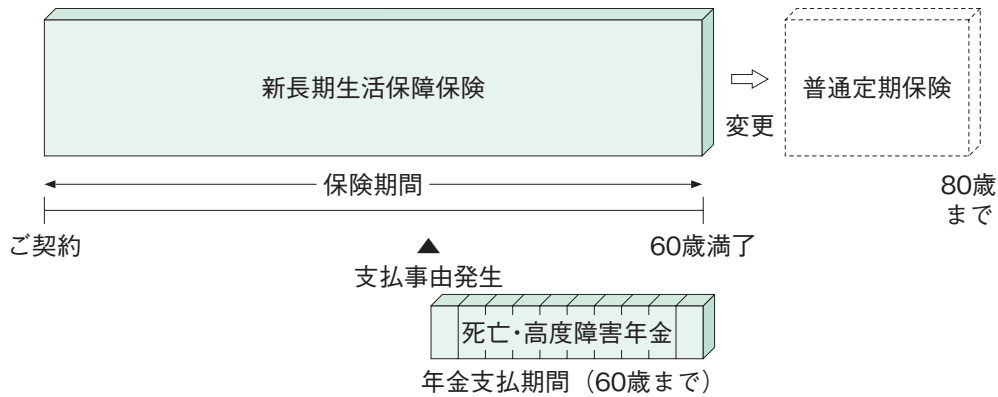 新長期生活保障保険
変更
普通定期保険
保険期間
80歳
まで
ご契約
60歳満了
支払事由発生
死亡・高度障害年金
年金支払期間（60歳まで）